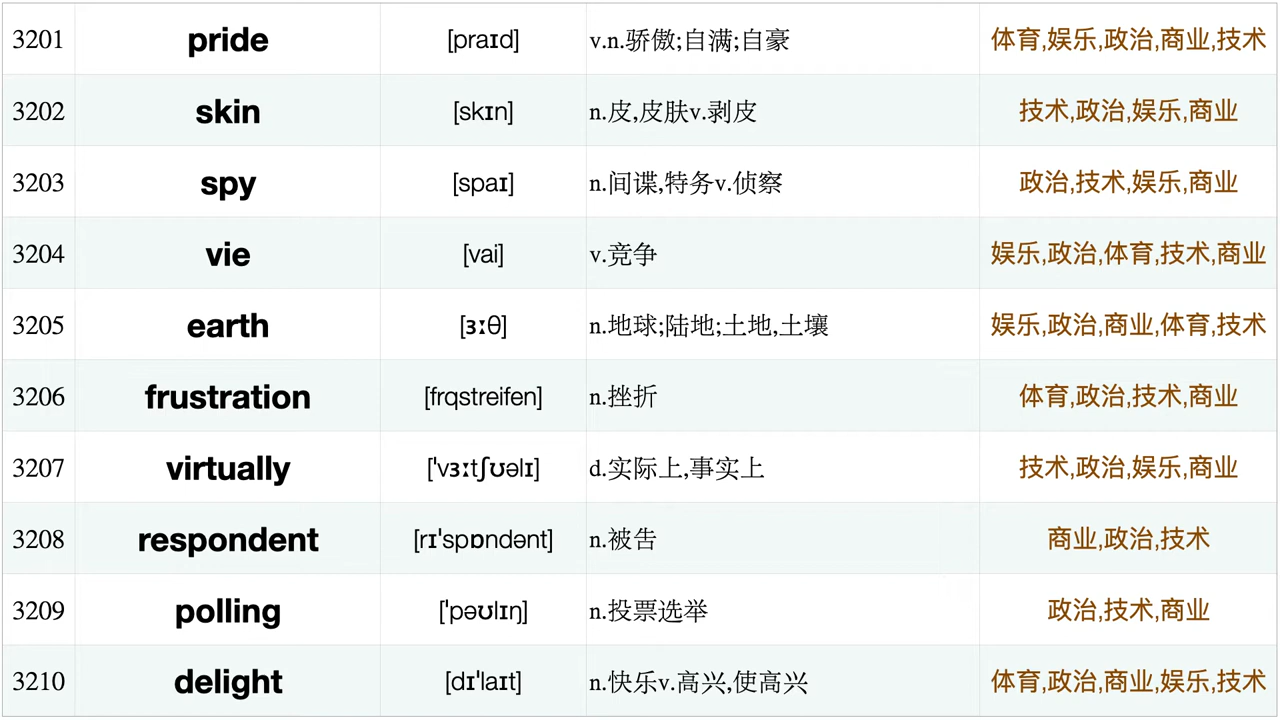 3201 pride [praɪd] v.n.骄傲;自满;自豪 体育,娱乐,政治,商业,技术
3202 skin [skɪn] n.皮,皮肤v.剥皮 技术,政治,娱乐,商业
3203 spy [spaɪ] n.间谍,特务v.侦察 政治,技术,娱乐,商业
3204 vie [vai] v.竞争 娱乐,政治,体育,技术,商业
3205 earth [ɜːθ] n.地球;陆地;土地,土壤 娱乐,政治,商业,体育,技术
3206 frustration [frqstreifen] n.挫折 体育,政治,技术,商业
3207 virtually [ˈvɜːtʃʊəlɪ] d.实际上,事实上 技术,政治,娱乐,商业
3208 respondent [rɪˈspɒndənt] n.被告 商业,政治,技术
3209 polling [ˈpəʊlɪŋ] n.投票选举 政治,技术,商业
3210 delight [dɪˈlaɪt] n.快乐v.高兴,使高兴 体育,政治,商业,娱乐,技术